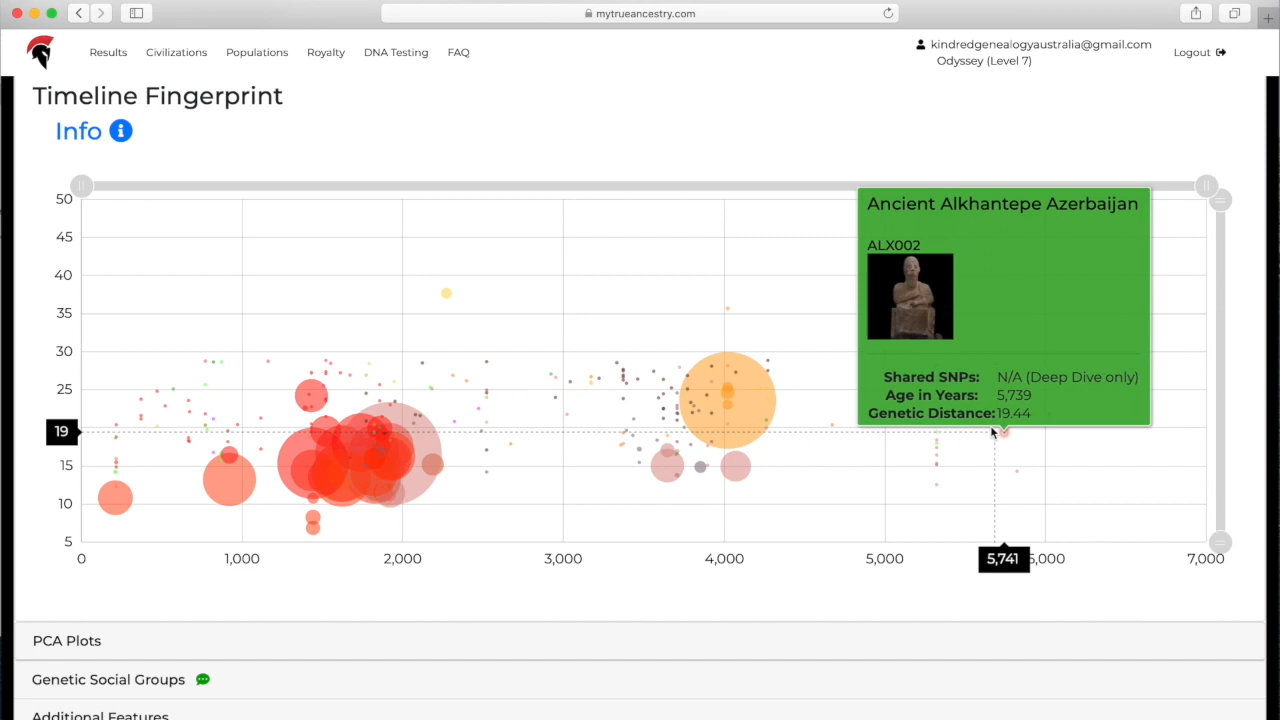 mytrueancestry.com
Results Civilizations Populations Royalty DNA Testing FAQ
kindredgenealogyaustralia@gmail.com
Odyssey (Level 7)
Logout
Timeline Fingerprint
Info
50
45
40
35
30
25
19
15
10
5
0 1,000 2,000 3,000 4,000 5,000 5,741 6,000 7,000
Ancient Alkhantepe Azerbaijan
ALX002
Shared SNPs: N/A (Deep Dive only)
Age in Years: 5,739
Genetic Distance: 19.44
PCA Plots
Genetic Social Groups
Additional Features